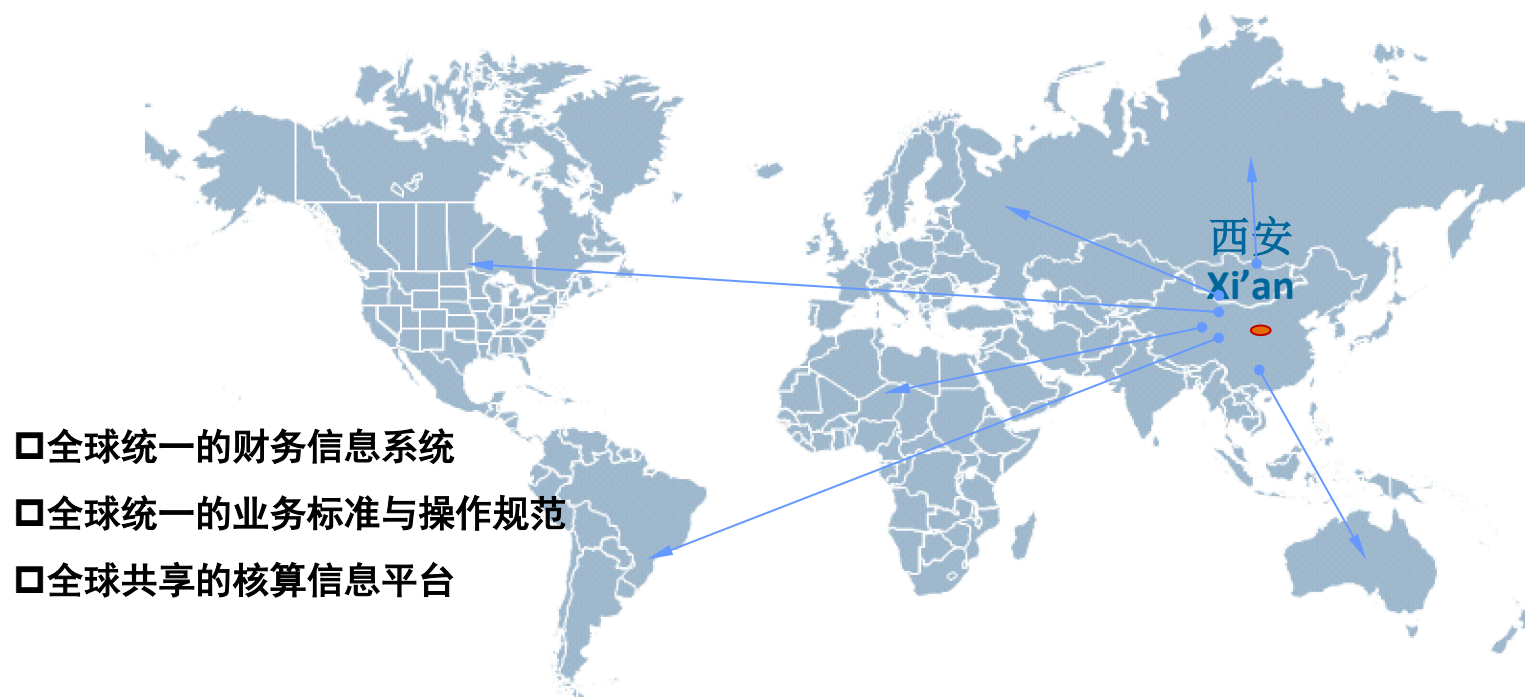 西安
Xi’an
全球统一的财务信息系统
全球统一的业务标准与操作规范
全球共享的核算信息平台